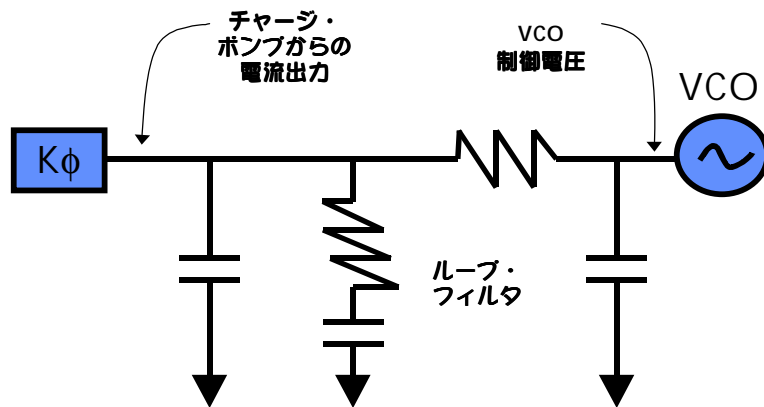 チャージ・
ポンプからの
電流出力
VCO
制御電圧
VCO
Kϕ
ループ・
フィルタ